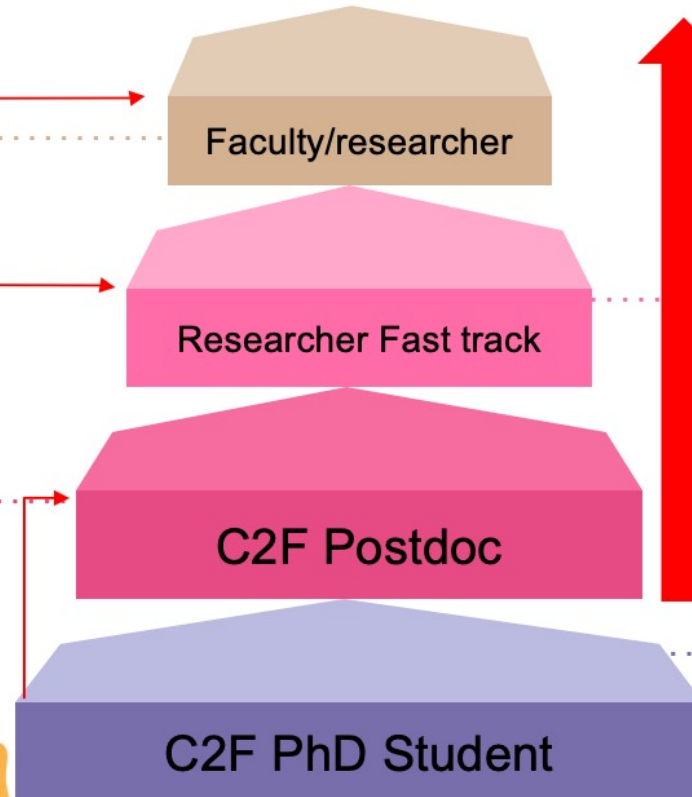 Faculty/researcher
Researcher Fast track
C2F Postdoc
C2F PhD Student